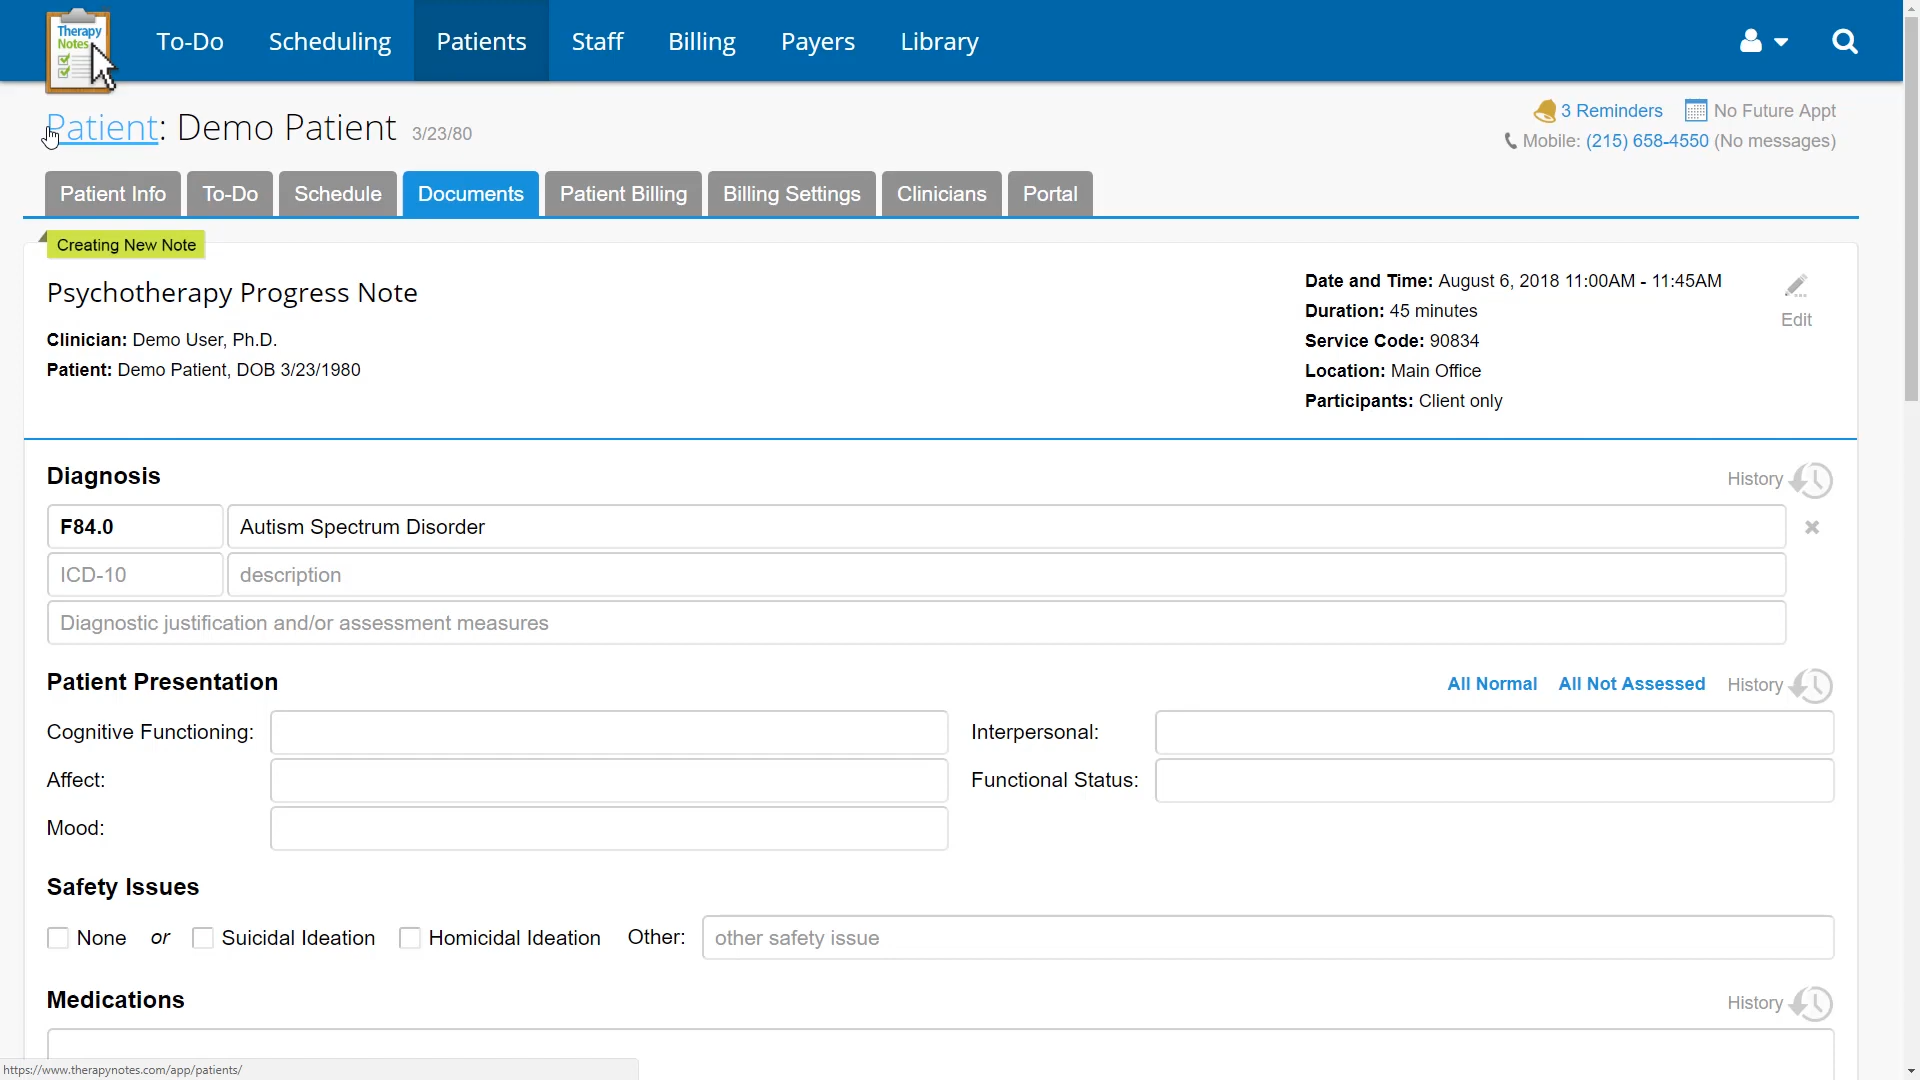 Therapy
Notes
To-Do
Scheduling
Patients
Staff
Billing
Payers
Library
Patient: Demo Patient 3/23/80
3 Reminders
No Future Appt
Mobile: (215) 658-4550 (No messages)
Patient Info
To-Do
Schedule
Documents
Patient Billing
Billing Settings
Clinicians
Portal
Creating New Note
Psychotherapy Progress Note
Clinician: Demo User, Ph.D.
Patient: Demo Patient, DOB 3/23/1980
Date and Time: August 6, 2018 11:00AM - 11:45AM
Duration: 45 minutes
Service Code: 90834
Location: Main Office
Participants: Client only
Edit
Diagnosis
History
F84.0
Autism Spectrum Disorder
ICD-10
description
Diagnostic justification and/or assessment measures
Patient Presentation
All Normal
All Not Assessed
History
Cognitive Functioning:
Interpersonal:
Affect:
Functional Status:
Mood:
Safety Issues
None or Suicidal Ideation Homicidal Ideation Other: other safety issue
Medications
History
https://www.therapynotes.com/app/patients/